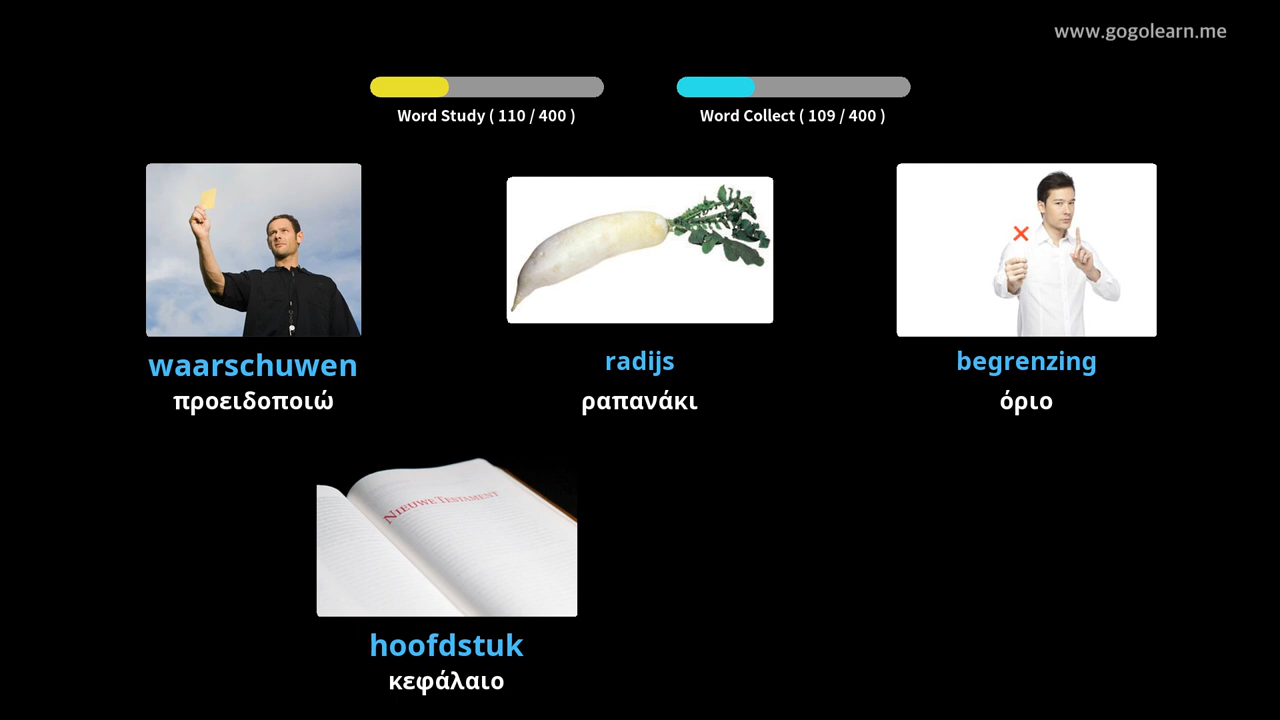 www.gogolearn.me
Word Study ( 110 / 400 )
Word Collect ( 109 / 400 )
waarschuwen
προειδοποιώ
radijs
ραπανάκι
begrenzing
όριο
NIEUWE TESTAMENT
hoofdstuk
κεφάλαιο